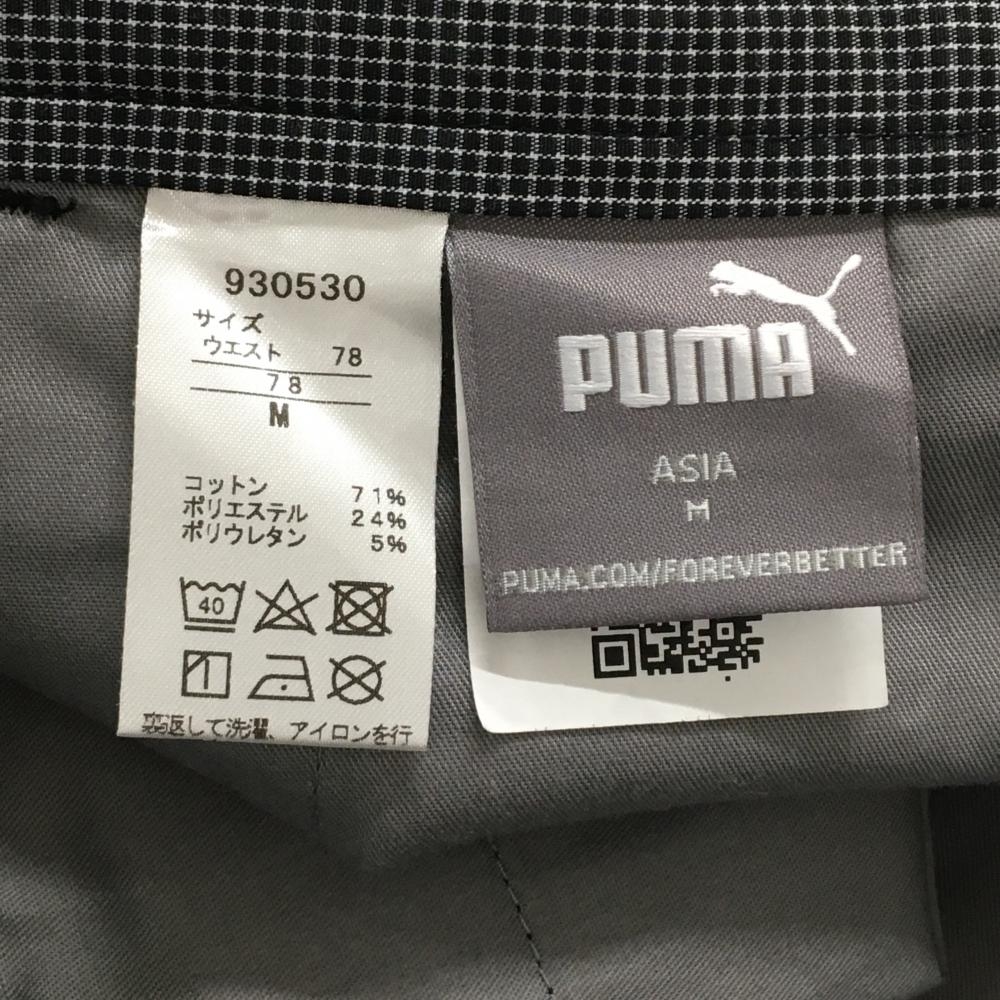 930530
サイズ
ウエスト 78
78
M
コットン 71%
ポリエステル 24%
ポリウレタン 5%
40
裏返して洗濯、アイロンを行
PUMA
ASIA
M
PUMA.COM/FOREVERBETTER